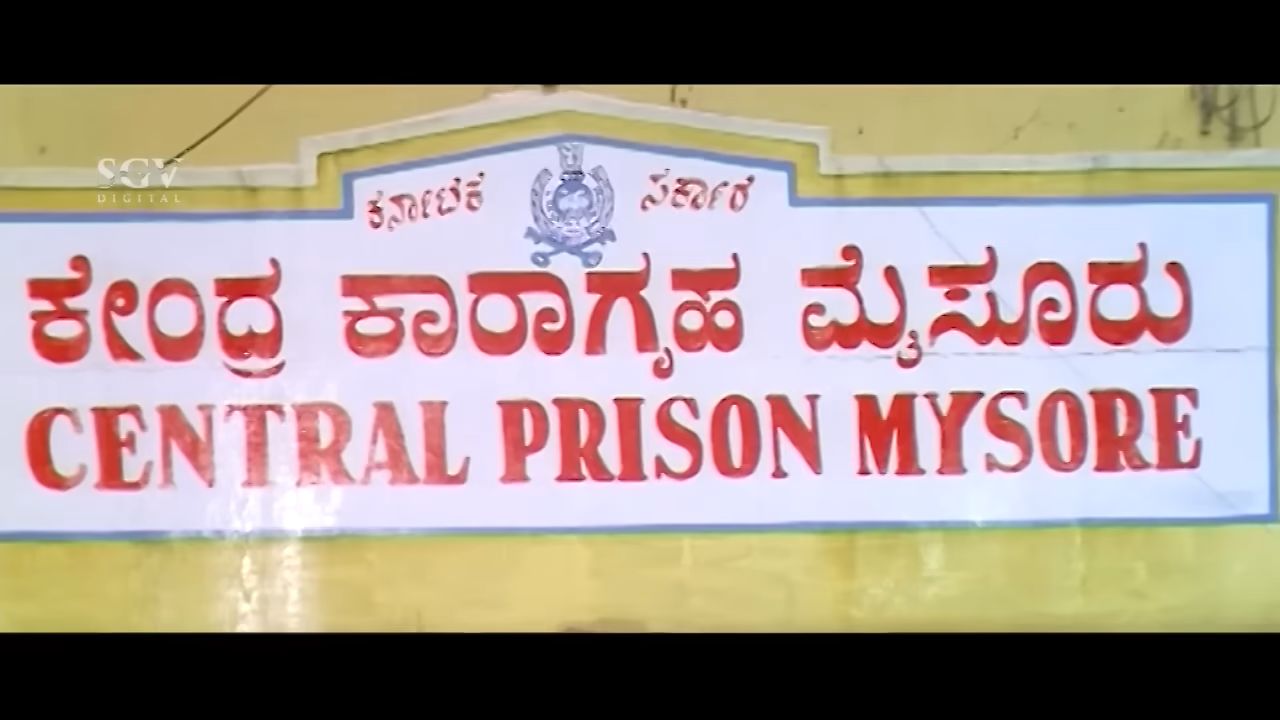 SGV
DIGITAL
ಕರ್ನಾಟಕ ಸರ್ಕಾರ
ಕೇಂದ್ರ ಕಾರಾಗೃಹ ಮೈಸೂರು
CENTRAL PRISON MYSORE